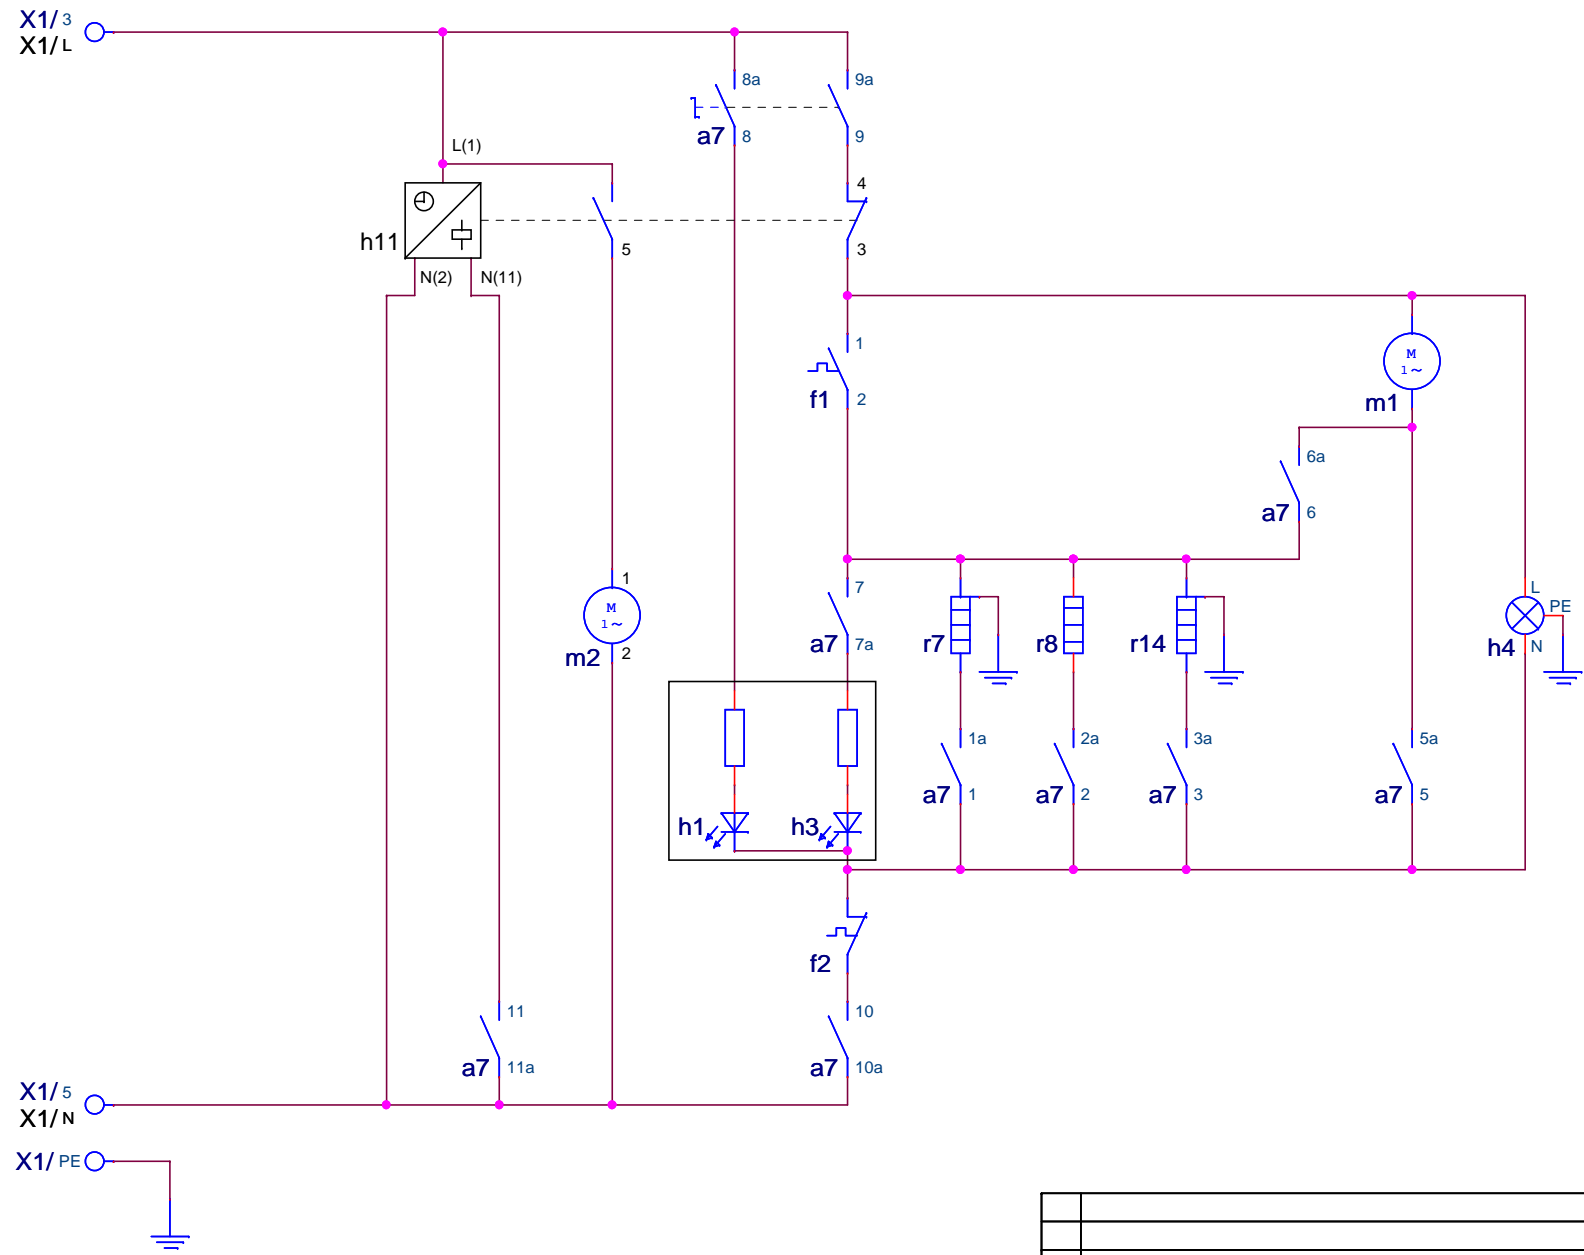 X1/ 3
X1/ L
8a
9a
a7
8
9
L(1)
4
h11
5
3
N(2)
N(11)
1
f1
2
M
1~
m1
6a
a7
6
1
M
1~
m2
2
7
a7
7a
r7
r8
r14
L
PE
h4
N
1a
2a
3a
5a
a7
1
a7
2
a7
3
a7
5
h1
h3
f2
11
10
a7
11a
a7
10a
X1/ 5
X1/ N
X1/ PE